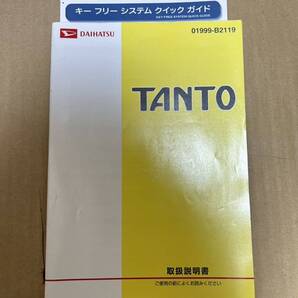 キー フリー システム クイック ガイド
KEY FREE SYSTEM QUICK GUIDE
DAIHATSU
01999-B2119
TANTO
取扱説明書
ご使用の前によくお読みください